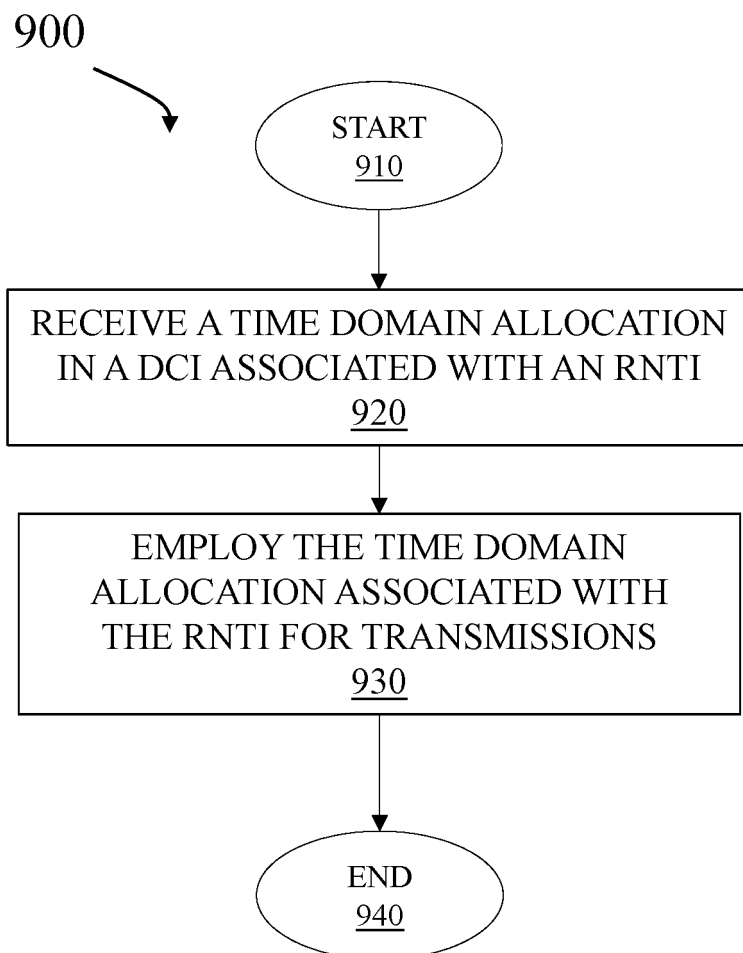 900
START
910
RECEIVE A TIME DOMAIN ALLOCATION
IN A DCI ASSOCIATED WITH AN RNTI
920
EMPLOY THE TIME DOMAIN
ALLOCATION ASSOCIATED WITH
THE RNTI FOR TRANSMISSIONS
930
END
940